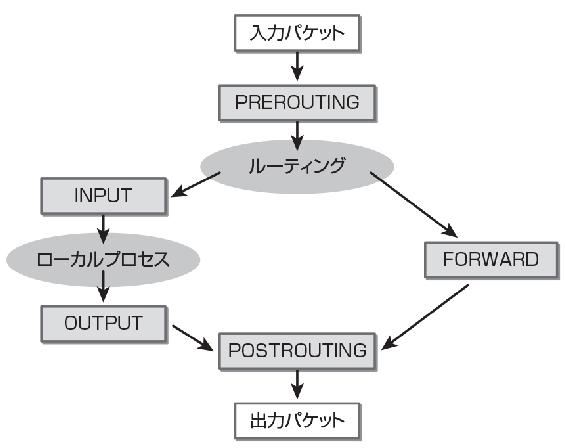 入力パケット
PREROUTING
ルーティング
INPUT
ローカルプロセス
FORWARD
OUTPUT
POSTROUTING
出力パケット